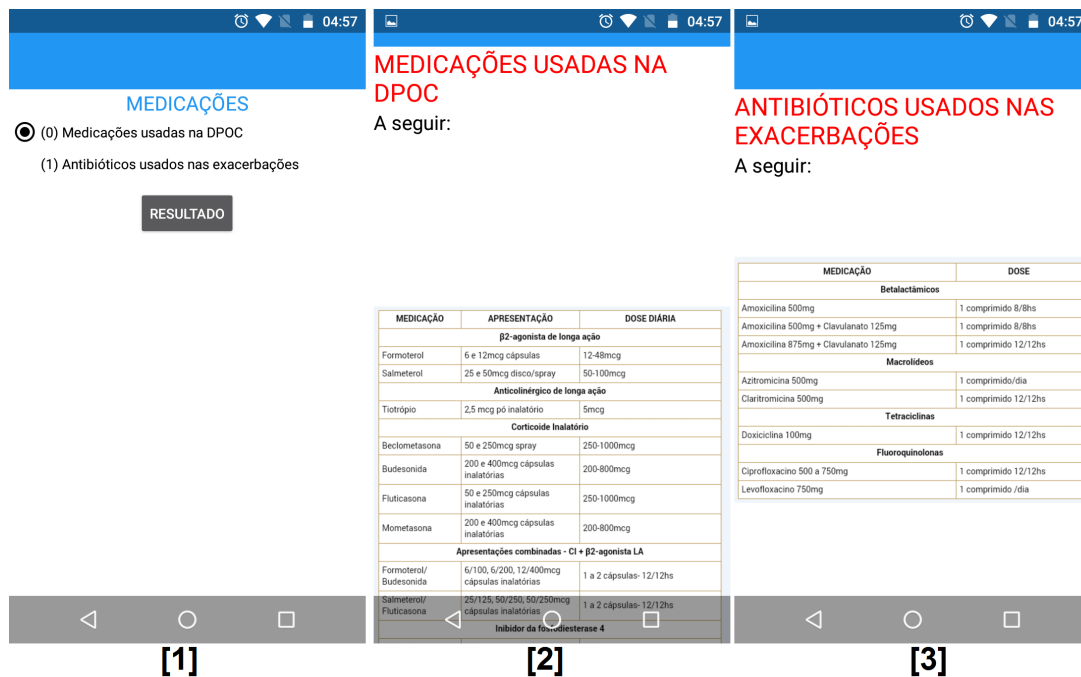 04:57
MEDICAÇÕES
(0) Medicações usadas na DPOC
(1) Antibióticos usados nas exacerbações
RESULTADO
[1]
04:57
MEDICAÇÕES USADAS NA
DPOC
A seguir:
MEDICAÇÃO APRESENTAÇÃO DOSE DIÁRIA
β2-agonista de longa ação
Formoterol 6 e 12mcg cápsulas 12-48mcg
Salmeterol 25 e 50mcg disco/spray 50-100mcg
Anticolinérgico de longa ação
Tiotrópio 2,5 mcg pó inalatório 5mcg
Corticoide Inalatório
Beclometasona 50 e 250mcg spray 250-1000mcg
Budesonida 200 e 400mcg cápsulas inalatórias 200-800mcg
Fluticasona 50 e 250mcg cápsulas inalatórias 250-1000mcg
Mometasona 200 e 400mcg cápsulas inalatórias 200-800mcg
Apresentações combinadas - CI + β2-agonista LA
Formoterol/ Budesonida 6/100, 6/200, 12/400mcg cápsulas inalatórias 1 a 2 cápsulas- 12/12hs
Salmeterol/ Fluticasona 25/125, 50/250, 50/250mcg cápsulas inalatórias 1 a 2 cápsulas- 12/12hs
Inibidor da fosfodiesterase 4
[2]
04:57
ANTIBIÓTICOS USADOS NAS
EXACERBAÇÕES
A seguir:
MEDICAÇÃO DOSE
Betalactâmicos
Amoxicilina 500mg 1 comprimido 8/8hs
Amoxicilina 500mg + Clavulanato 125mg 1 comprimido 8/8hs
Amoxicilina 875mg + Clavulanato 125mg 1 comprimido 12/12hs
Macrolídeos
Azitromicina 500mg 1 comprimido/dia
Claritromicina 500mg 1 comprimido 12/12hs
Tetraciclinas
Doxiciclina 100mg 1 comprimido 12/12hs
Fluoroquinolonas
Ciprofloxacino 500 a 750mg 1 comprimido 12/12hs
Levofloxacino 750mg 1 comprimido /dia
[3]